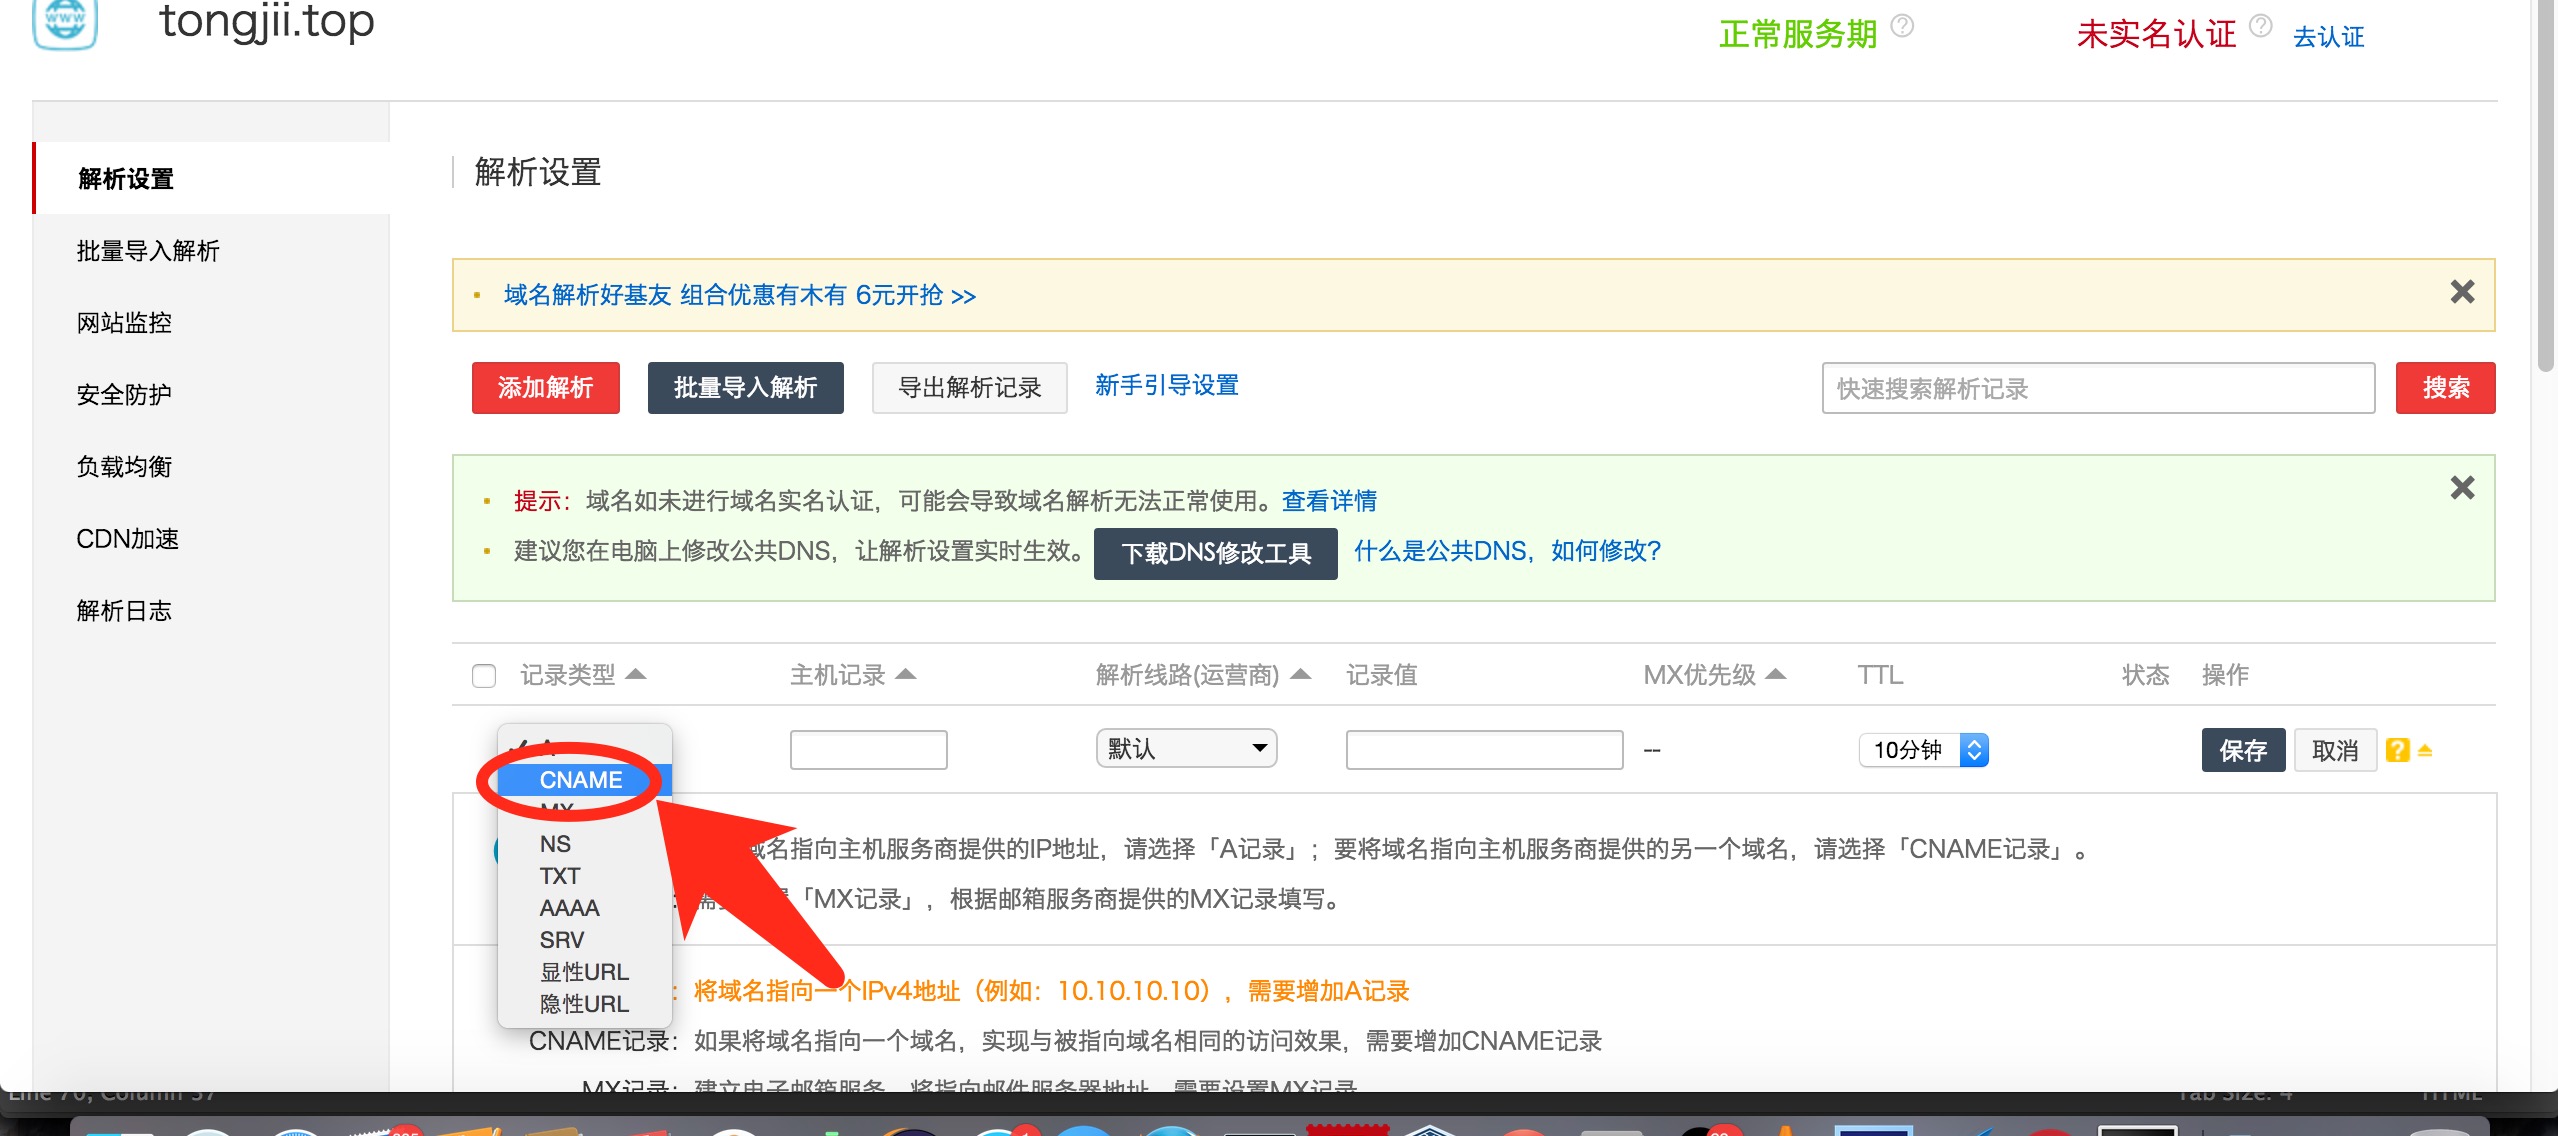 tongjii.top
正常服务期
未实名认证
去认证
解析设置
批量导入解析
网站监控
安全防护
负载均衡
CDN加速
解析日志
解析设置
域名解析好基友 组合优惠有木有 6元开抢 >>
添加解析 批量导入解析 导出解析记录 新手引导设置 快速搜索解析记录 搜索
提示：域名如未进行域名实名认证，可能会导致域名解析无法正常使用。查看详情
建议您在电脑上修改公共DNS，让解析设置实时生效。 下载DNS修改工具 什么是公共DNS，如何修改?
记录类型 主机记录 解析线路(运营商) 记录值 MX优先级 TTL 状态 操作
默认 -- 10分钟 保存 取消
CNAME
MX
NS
TXT
AAAA
SRV
显性URL
隐性URL
域名指向主机服务商提供的IP地址，请选择「A记录」；要将域名指向主机服务商提供的另一个域名，请选择「CNAME记录」。
「MX记录」，根据邮箱服务商提供的MX记录填写。
：将域名指向一个IPv4地址（例如：10.10.10.10），需要增加A记录
CNAME记录：如果将域名指向一个域名，实现与被指向域名相同的访问效果，需要增加CNAME记录
MX记录：建立电子邮箱服务，将指向邮件服务器地址，需要设置MX记录
Line 70, Column 37 Tab Size: 4 HTML